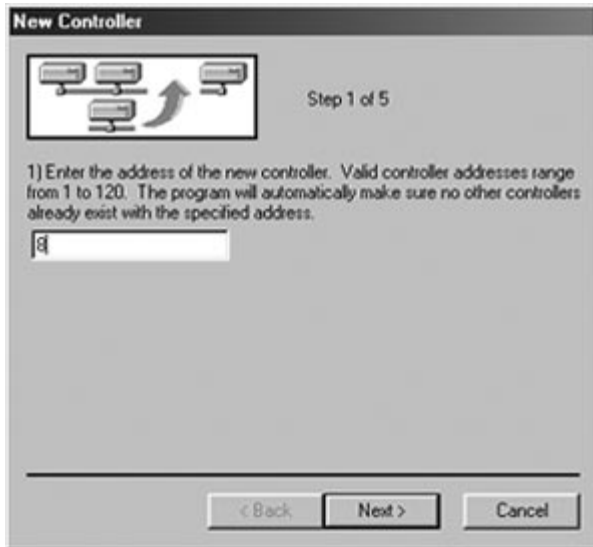 New Controller
Step 1 of 5
1) Enter the address of the new controller. Valid controller addresses range
from 1 to 120. The program will automatically make sure no other controllers
already exist with the specified address.
8
< Back
Next >
Cancel